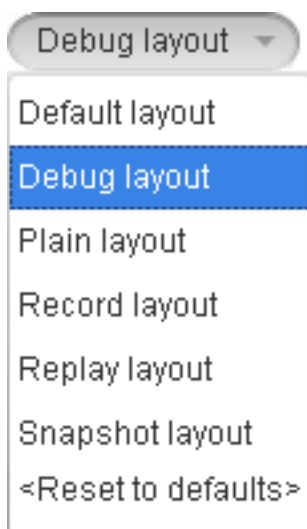 Debug layout
Default layout
Debug layout
Plain layout
Record layout
Replay layout
Snapshot layout
<Reset to defaults>